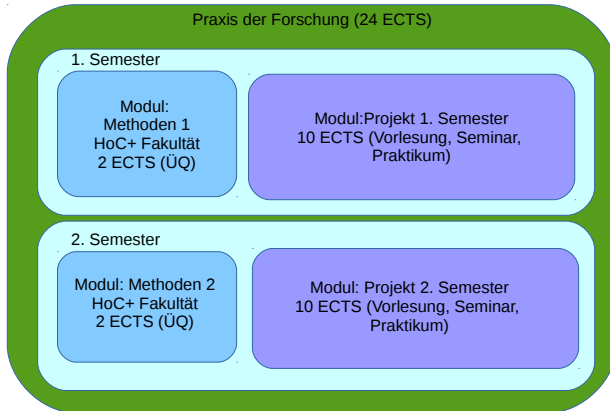 Praxis der Forschung (24 ECTS)
1. Semester
Modul:
Methoden 1
HoC+ Fakultät
2 ECTS (ÜQ)
Modul:Projekt 1. Semester
10 ECTS (Vorlesung, Seminar,
Praktikum)
2. Semester
Modul: Methoden 2
HoC+ Fakultät
2 ECTS (ÜQ)
Modul: Projekt 2. Semester
10 ECTS (Vorlesung, Seminar,
Praktikum)